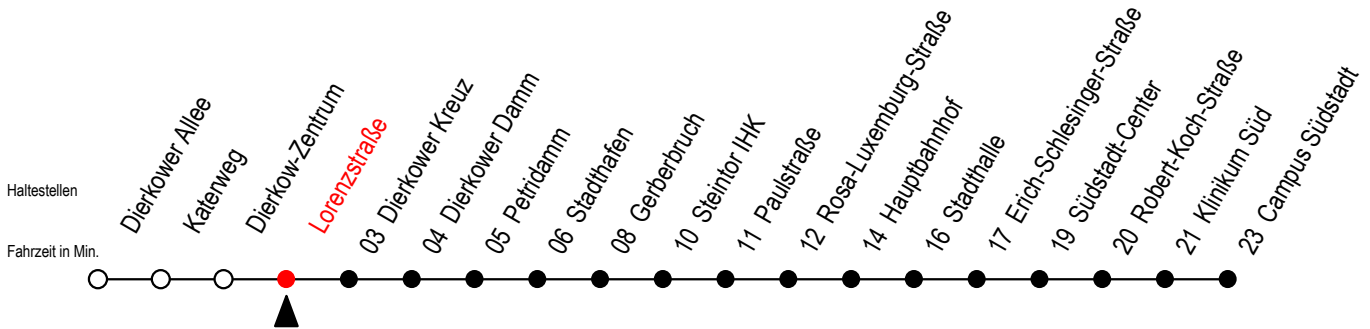 Haltestellen
Fahrzeit in Min.
Dierkower Allee
Katerweg
Dierkow-Zentrum
Lorenzstraße
03 Dierkower Kreuz
04 Dierkower Damm
05 Petridamm
06 Stadthafen
08 Gerberbruch
10 Steintor IHK
11 Paulstraße
12 Rosa-Luxemburg-Straße
14 Hauptbahnhof
16 Stadthalle
17 Erich-Schlesinger-Straße
19 Südstadt-Center
20 Robert-Koch-Straße
21 Klinikum Süd
23 Campus Südstadt